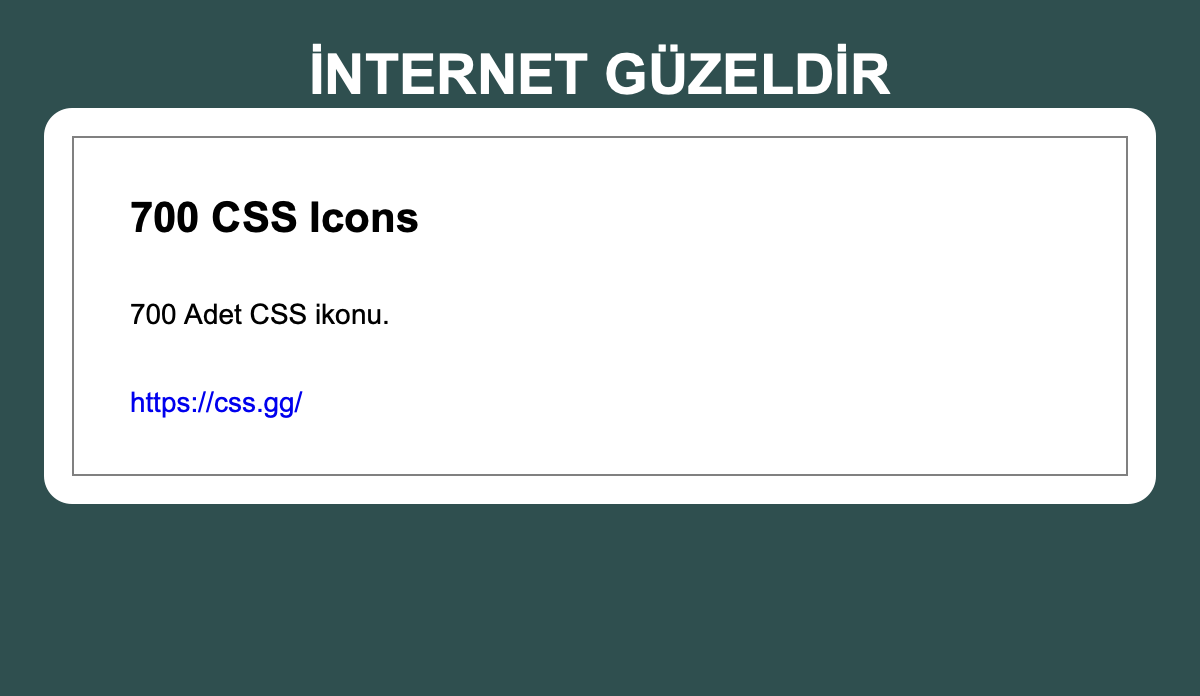 İNTERNET GÜZELDİR
700 CSS Icons
700 Adet CSS ikonu.
https://css.gg/